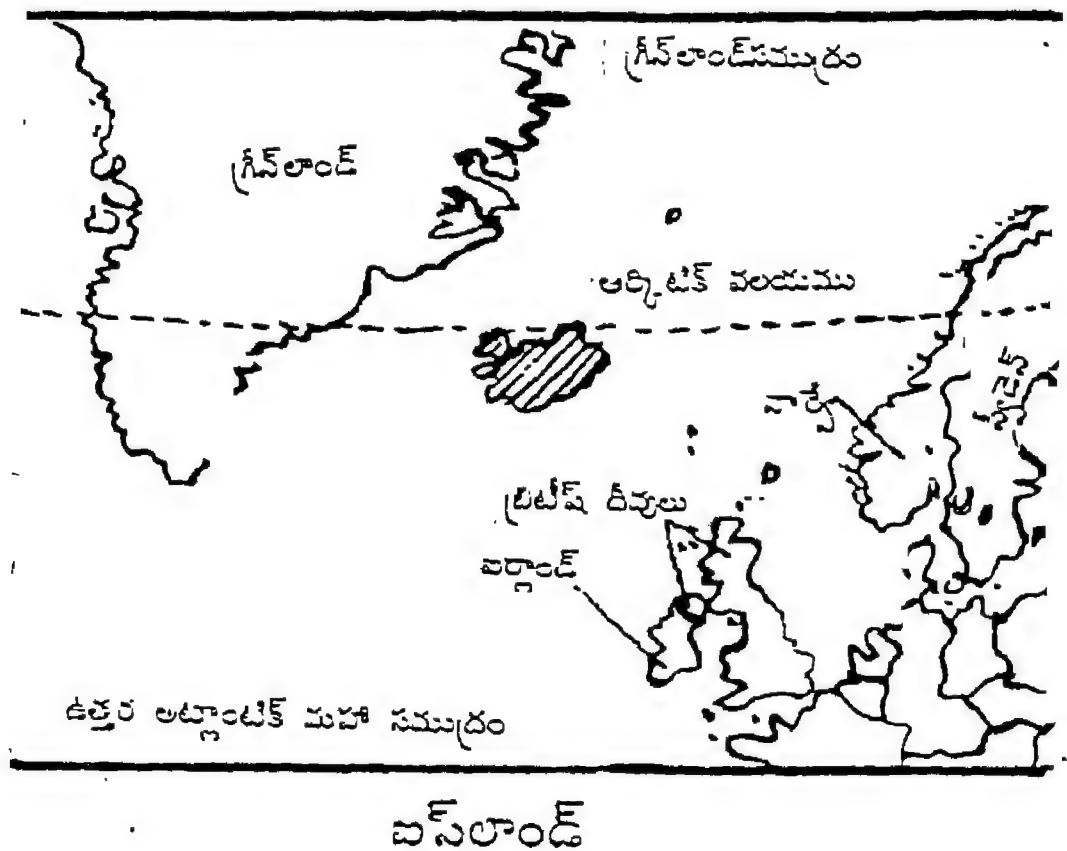 గ్రీన్‌లాండ్‌సముద్రం
గ్రీన్‌లాండ్
ఆర్కిటిక్ వలయము
స్వీడన్
నార్వే
బ్రిటీష్ దీవులు
ఐర్లాండ్
ఉత్తర అట్లాంటిక్ మహా సముద్రం
ఐస్‌లాండ్